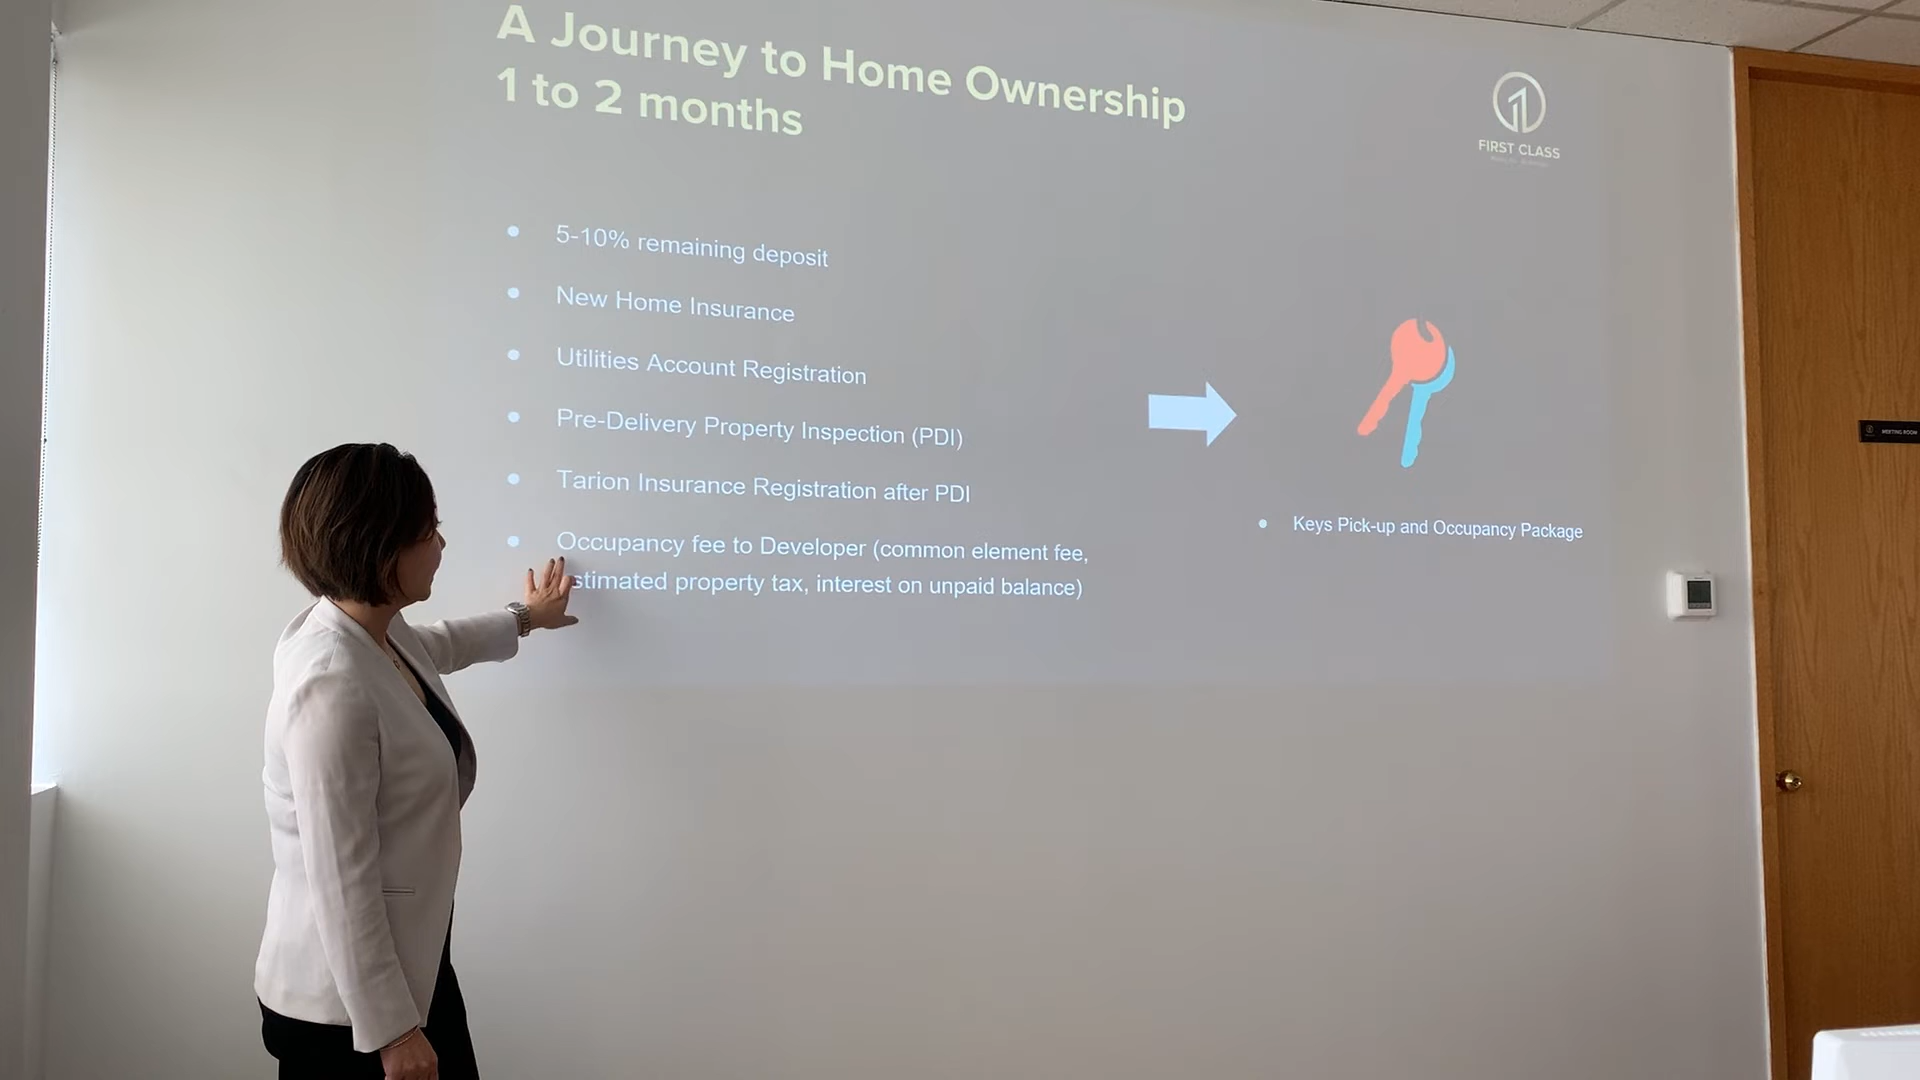 A Journey to Home Ownership
1 to 2 months
FIRST CLASS
• 5-10% remaining deposit
• New Home Insurance
• Utilities Account Registration
• Pre-Delivery Property Inspection (PDI)
• Tarion Insurance Registration after PDI
• Occupancy fee to Developer (common element fee,
stimated property tax, interest on unpaid balance)
• Keys Pick-up and Occupancy Package
MEETING ROOM